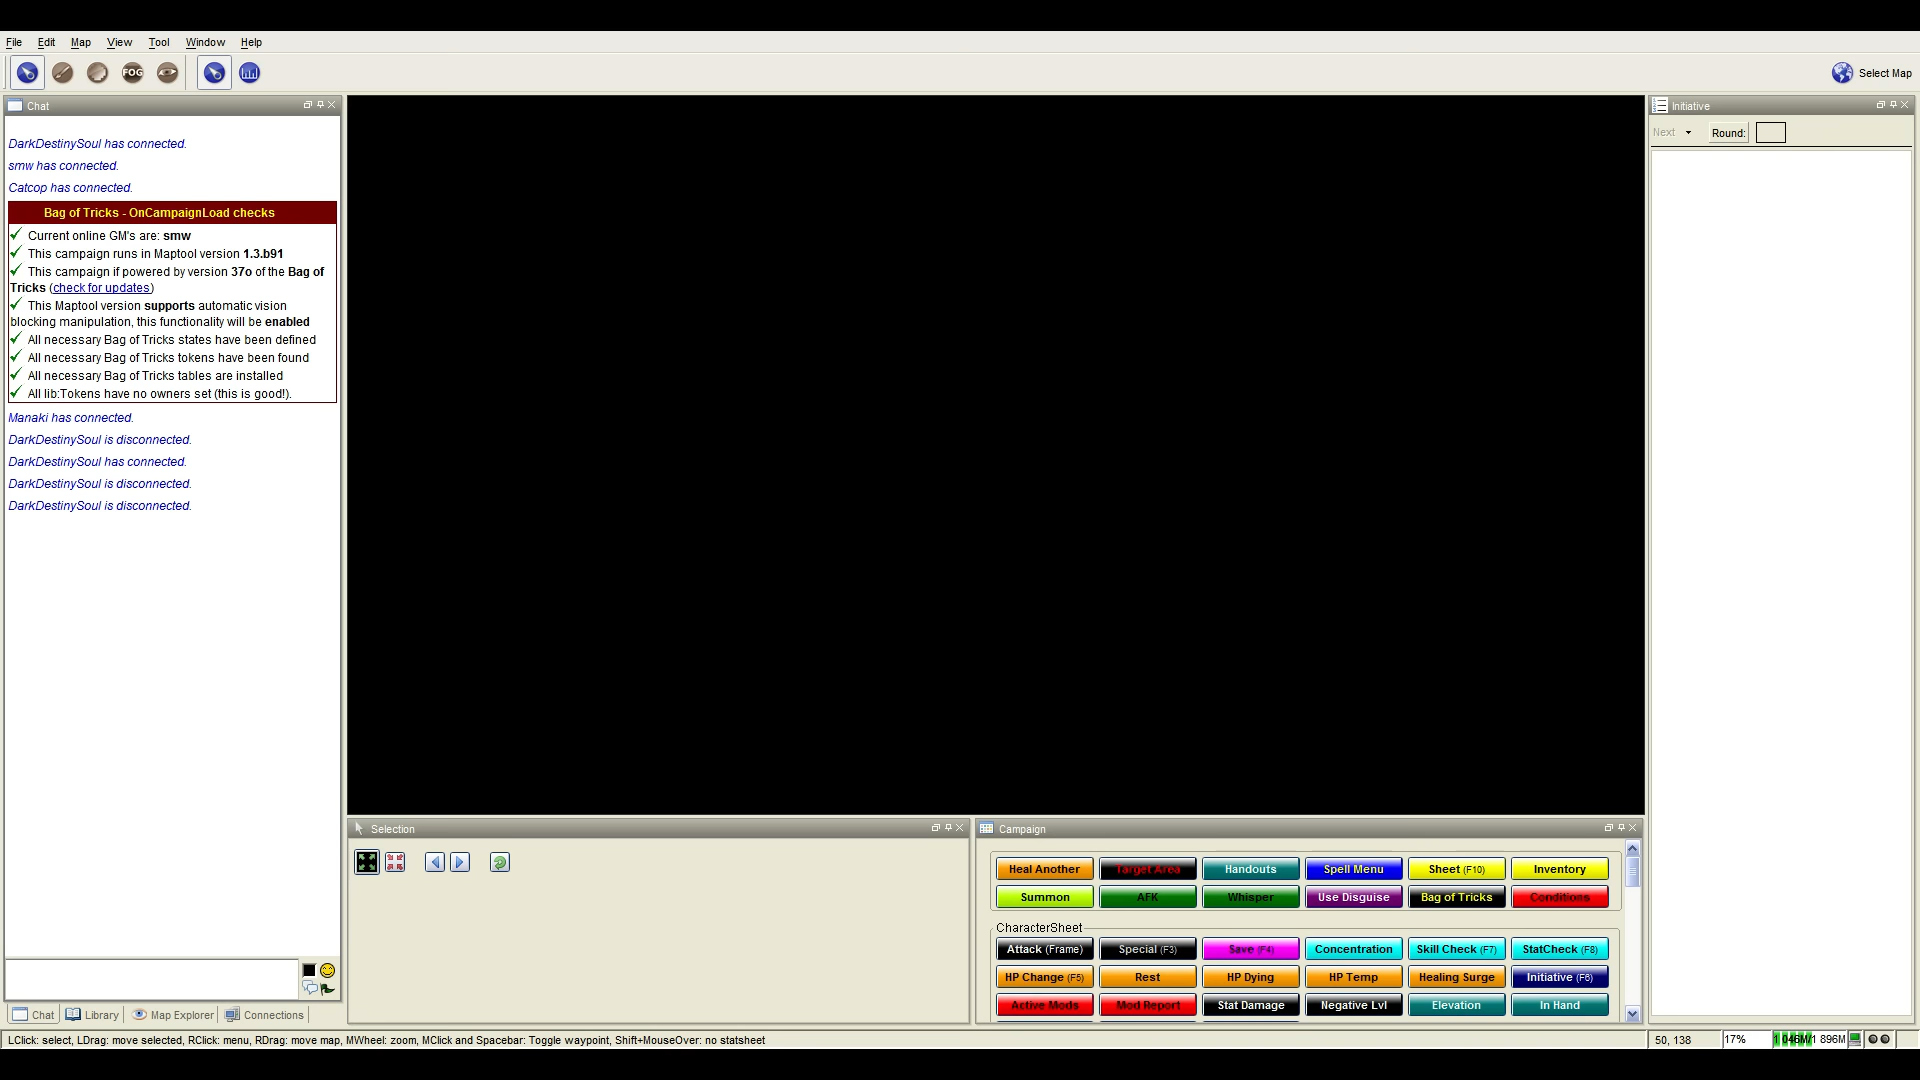 File Edit Map View Tool Window Help
FOG
Select Map
Chat
DarkDestinySoul has connected.
smw has connected.
Catcop has connected.
Bag of Tricks - OnCampaignLoad checks
Current online GM's are: smw
This campaign runs in Maptool version 1.3.b91
This campaign if powered by version 37o of the Bag of
Tricks (check for updates)
This Maptool version supports automatic vision
blocking manipulation, this functionality will be enabled
All necessary Bag of Tricks states have been defined
All necessary Bag of Tricks tokens have been found
All necessary Bag of Tricks tables are installed
All lib:Tokens have no owners set (this is good!).
Manaki has connected.
DarkDestinySoul is disconnected.
DarkDestinySoul has connected.
DarkDestinySoul is disconnected.
DarkDestinySoul is disconnected.
Chat Library Map Explorer Connections
Initiative
Next Round:
Selection
Campaign
Heal Another Target Area Handouts Spell Menu Sheet (F10) Inventory
Summon AFK Whisper Use Disguise Bag of Tricks Conditions
CharacterSheet
Attack (Frame) Special (F3) Save (F4) Concentration Skill Check (F7) StatCheck (F8)
HP Change (F5) Rest HP Dying HP Temp Healing Surge Initiative (F6)
Active Mods Mod Report Stat Damage Negative Lvl Elevation In Hand
LClick: select, LDrag: move selected, RClick: menu, RDrag: move map, MWheel: zoom, MClick and Spacebar: Toggle waypoint, Shift+MouseOver: no statsheet
50, 138 17% 1 046M/1 896M